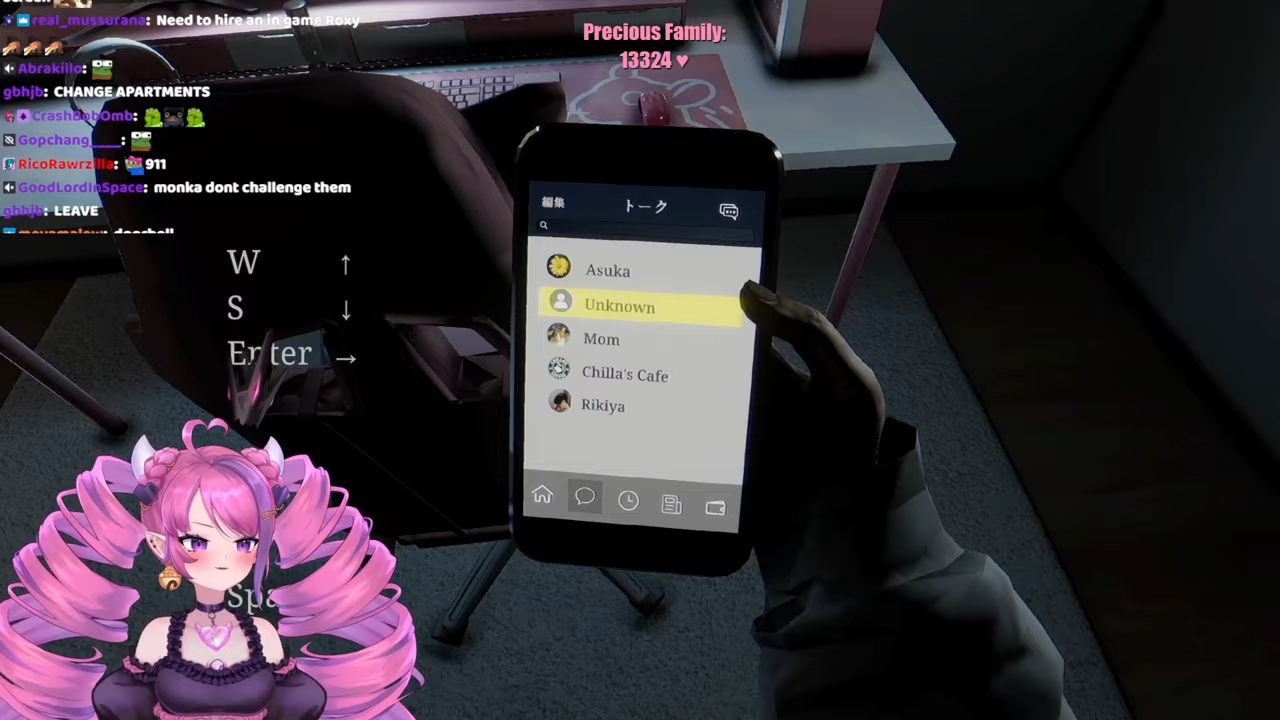 real_mussurana: Need to hire an in game Roxy
Abrakillo:
gbhjb: CHANGE APARTMENTS
CrashBobOmb:
Gopchang____:
RicoRawrzilla: 911
GoodLordInSpace: monka dont challenge them
gbhjb: LEAVE
Precious Family:
13324 ♥
W ↑
S ↓
Enter →
編集 トーク
Asuka
Unknown
Mom
Chilla's Cafe
Rikiya